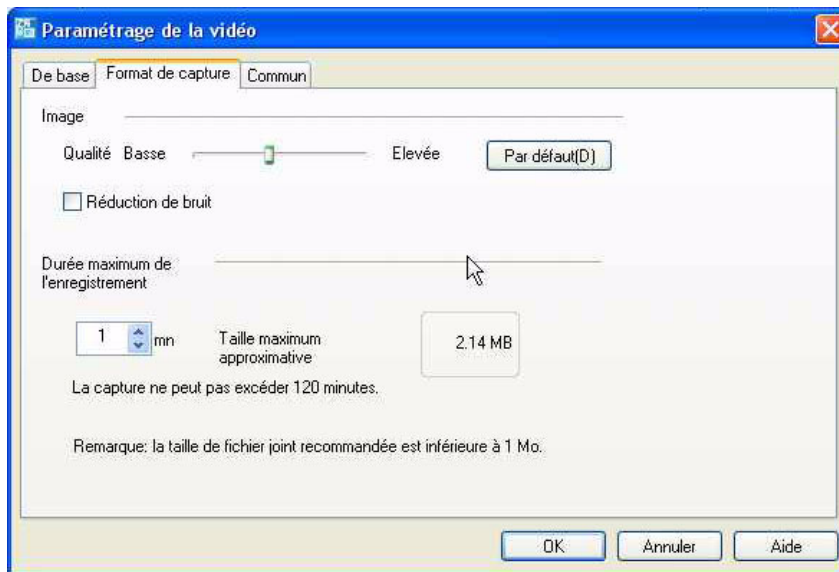 Paramétrage de la vidéo
De base
Format de capture
Commun
Image
Qualité Basse
Elevée
Par défaut(D)
Réduction de bruit
Durée maximum de
l'enregistrement
1 mn
Taille maximum
approximative
2.14 MB
La capture ne peut pas excéder 120 minutes.
Remarque: la taille de fichier joint recommandée est inférieure à 1 Mo.
OK
Annuler
Aide